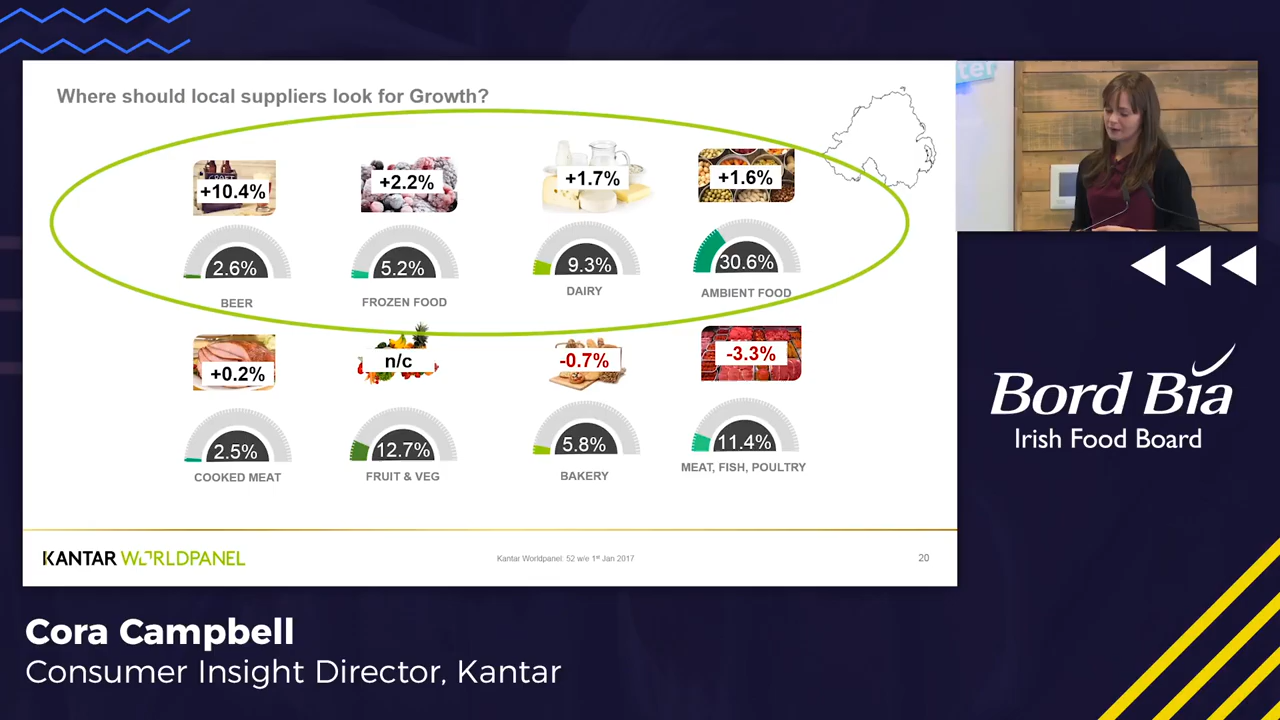 Where should local suppliers look for Growth?
+10.4%
+2.2%
+1.7%
+1.6%
2.6%
5.2%
9.3%
30.6%
BEER
FROZEN FOOD
DAIRY
AMBIENT FOOD
+0.2%
n/c
-0.7%
-3.3%
2.5%
12.7%
5.8%
11.4%
COOKED MEAT
FRUIT & VEG
BAKERY
MEAT, FISH, POULTRY
KANTAR WORLDPANEL
Kantar Worldpanel: 52 w/e 1st Jan 2017
20
Bord Bia
Irish Food Board
Cora Campbell
Consumer Insight Director, Kantar